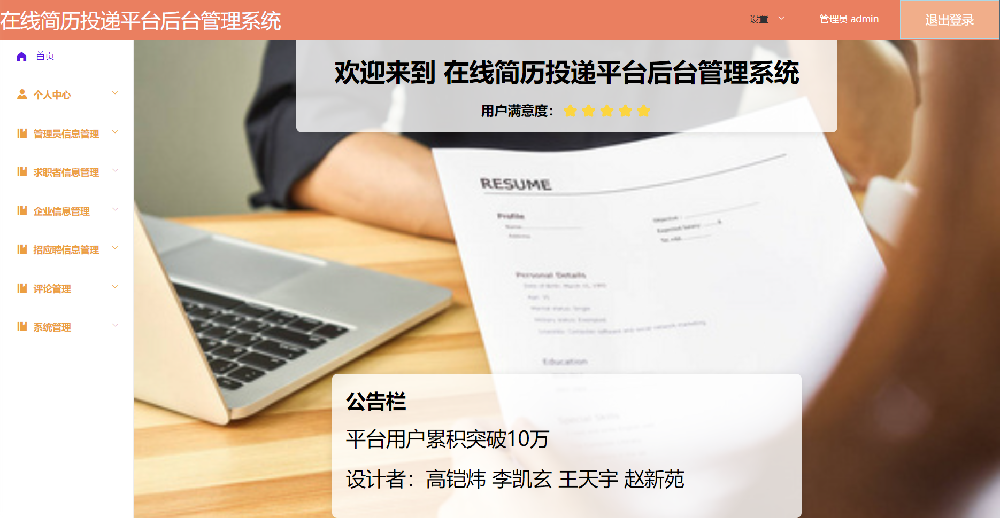 在线简历投递平台后台管理系统
设置
管理员 admin
退出登录
首页
个人中心
管理员信息管理
求职者信息管理
企业信息管理
招应聘信息管理
评论管理
系统管理
欢迎来到 在线简历投递平台后台管理系统
用户满意度：
RESUME
Profile
Personal Details
Education
Special Skills
公告栏
平台用户累积突破10万
设计者：高铠炜 李凯玄 王天宇 赵新苑